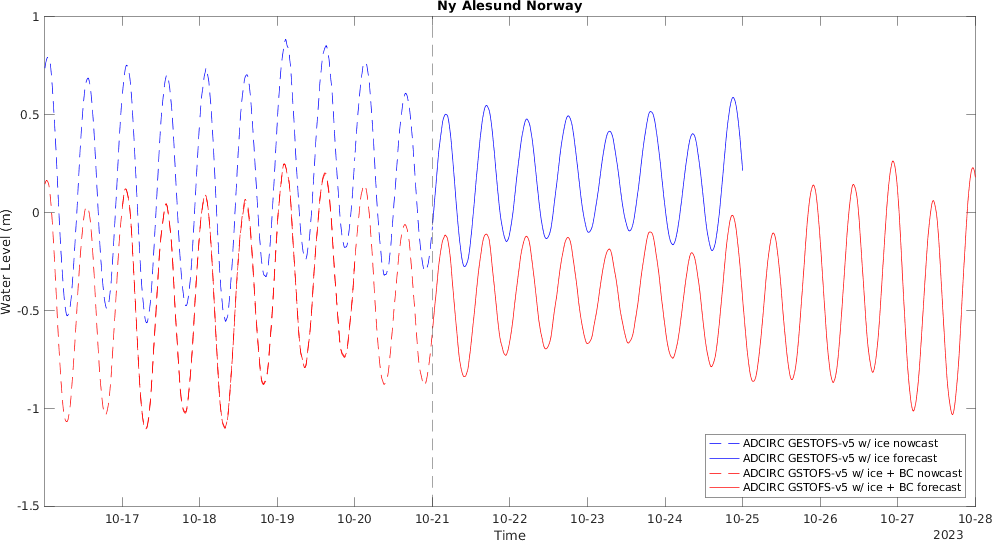 Ny Alesund Norway
Water Level (m)
1
0.5
0
-0.5
-1
-1.5
10-17 10-18 10-19 10-20 10-21 10-22 10-23 10-24 10-25 10-26 10-27 10-28
Time
2023
ADCIRC GESTOFS-v5 w/ ice nowcast
ADCIRC GESTOFS-v5 w/ ice forecast
ADCIRC GSTOFS-v5 w/ ice + BC nowcast
ADCIRC GSTOFS-v5 w/ ice + BC forecast